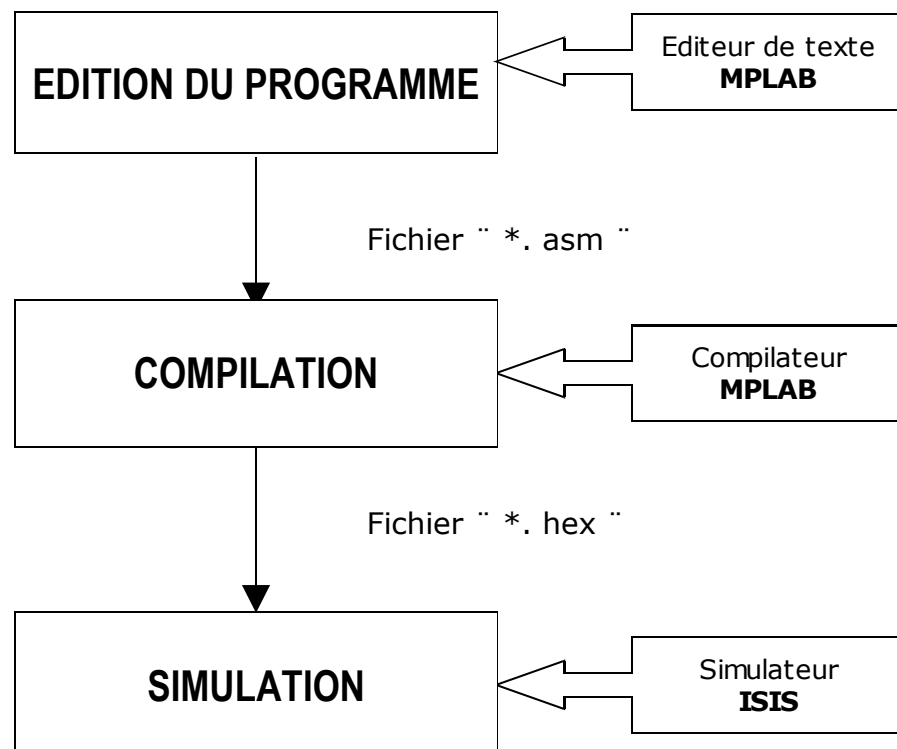 EDITION DU PROGRAMME
Editeur de texte
MPLAB
Fichier ¨ *. asm ¨
COMPILATION
Compilateur
MPLAB
Fichier ¨ *. hex ¨
SIMULATION
Simulateur
ISIS